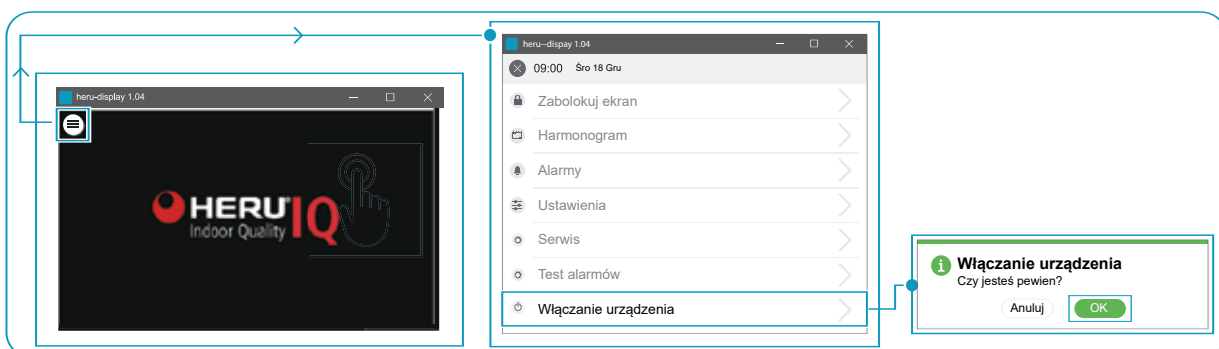 heru-display 1.04
HERU® IQ
Indoor Quality
heru--dispay 1.04
09:00 Śro 18 Gru
Zabolokuj ekran
Harmonogram
Alarmy
Ustawienia
Serwis
Test alarmów
Włączanie urządzenia
Włączanie urządzenia
Czy jesteś pewien?
Anuluj OK